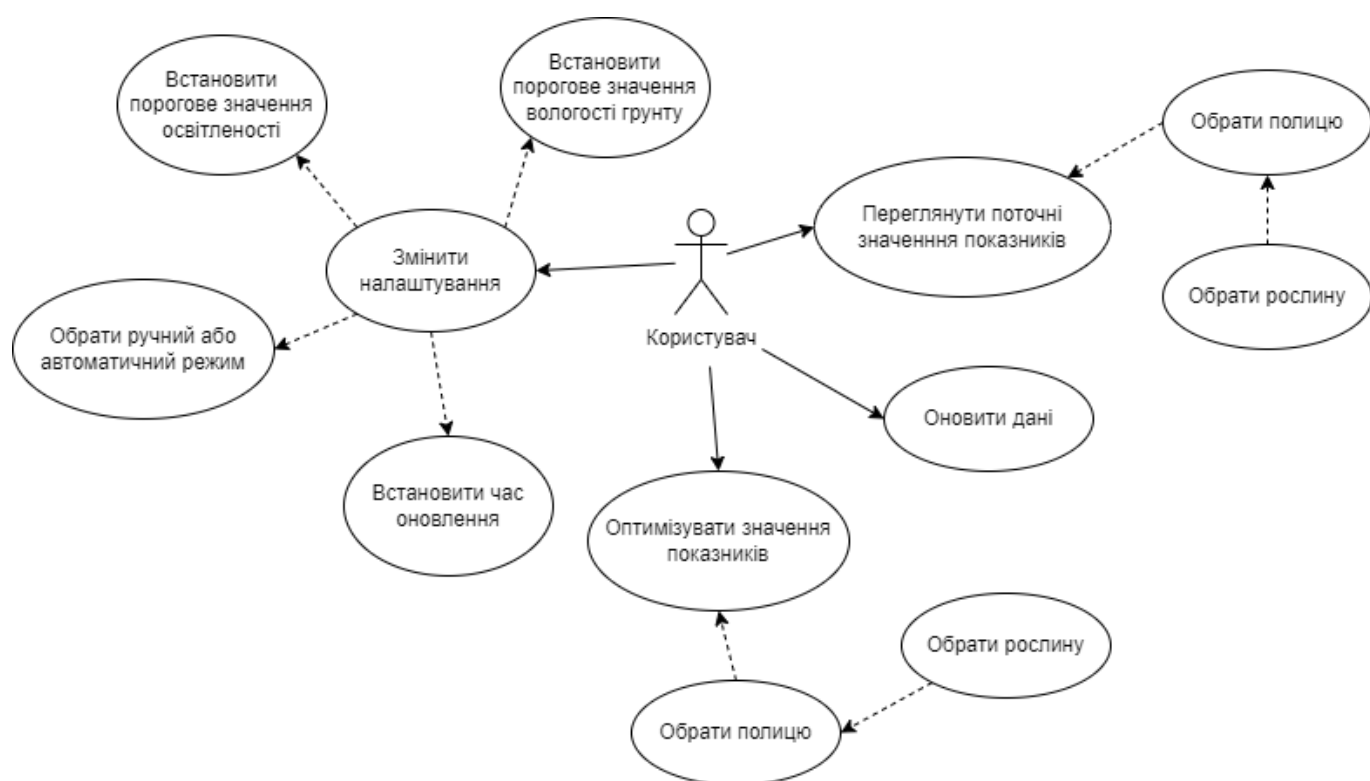 Встановити
порогове значення
освітленості
Встановити
порогове значення
вологості грунту
Обрати полицю
Переглянути поточні
значенння показників
Змінити
налаштування
Обрати рослину
Обрати ручний або
автоматичний режим
Користувач
Оновити дані
Встановити час
оновлення
Оптимізувати значення
показників
Обрати рослину
Обрати полицю